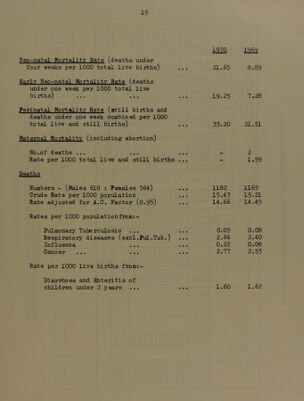 15
1970 1969
Neo-natal Mortality Rate (deaths under
four weeks per 1000 total live births) ... 21.65 8.89
Early Neo-natal Mortality Rate (deaths
under one week per 1000 total live
births) ... ... ... 19.25 7.28
Perinatal Mortality Rate (still births and
deaths under one week combined per 1000
total live and still births) ... 33.20 21.51
Maternal Mortality (including abortion)
No.of deaths ... ... - 2
Rate per 1000 total live and still births ... - 1.59
Deaths
Numbers - (Males 618 : Females 564) ... 1182 1165
Crude Rate per 1000 population ... 15.43 15.21
Rate adjusted for A.C. Factor (0.95) ... 14.66 14.45
Rates per 1000 population from:-
Pulmonary Tuberculosis ... ... 0.05 0.08
Respiratory diseases (excl.Pul.Tub.) ... 2.64 2.40
Influenza ... ... 0.22 0.08
Cancer ... ... ... 2.77 2.53
Rate per 1000 live births from:-
Diarrhoea and Enteritis of
children under 2 years ... ... 1.60 1.62